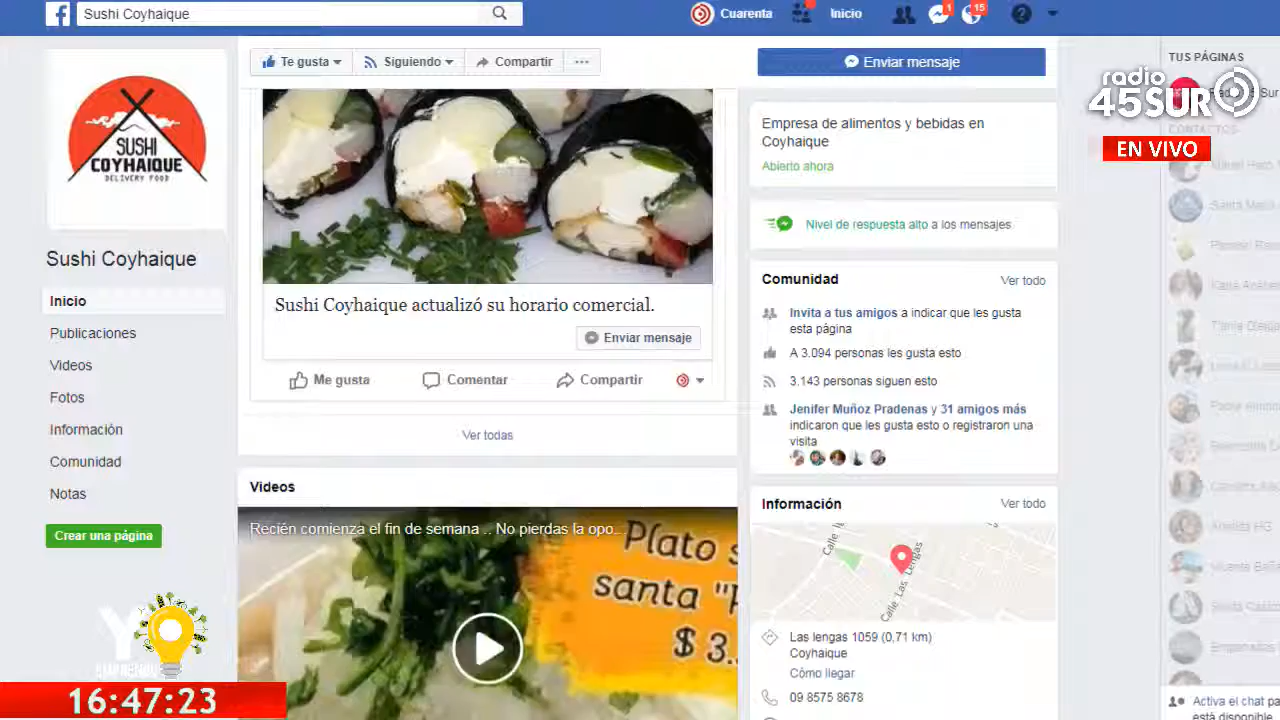 Sushi Coyhaique
Cuarenta
Inicio
1
15
radio
45SUR
EN VIVO
SUSHI
COYHAIQUE
DELIVERY FOOD
Sushi Coyhaique
Inicio
Publicaciones
Videos
Fotos
Información
Comunidad
Notas
Crear una página
Te gusta
Siguiendo
Compartir
Sushi Coyhaique actualizó su horario comercial.
Enviar mensaje
Me gusta
Comentar
Compartir
Ver todas
Videos
Recién comienza el fin de semana .. No pierdas la opo...
Plato s
santa "
$ 3.
Enviar mensaje
Empresa de alimentos y bebidas en
Coyhaique
Abierto ahora
Nivel de respuesta alto a los mensajes
Comunidad
Ver todo
Invita a tus amigos a indicar que les gusta
esta página
A 3.094 personas les gusta esto
3.143 personas siguen esto
Jenifer Muñoz Pradenas y 31 amigos más
indicaron que les gusta esto o registraron una
visita
Información
Ver todo
Calle Las Lengas
Las lengas 1059 (0,71 km)
Coyhaique
Cómo llegar
09 8575 8678
TUS PÁGINAS
CONTACTOS
Activa el chat pa
está disponible
YO
EMPRENDE
16:47:23